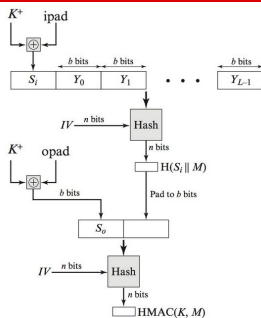 K+ ipad
b bits b bits b bits
Si Y0 Y1 • • • YL–1
n bits
IV Hash
n bits
K+ opad
H(Si || M)
b bits Pad to b bits
So
n bits
IV Hash
n bits
HMAC(K, M)